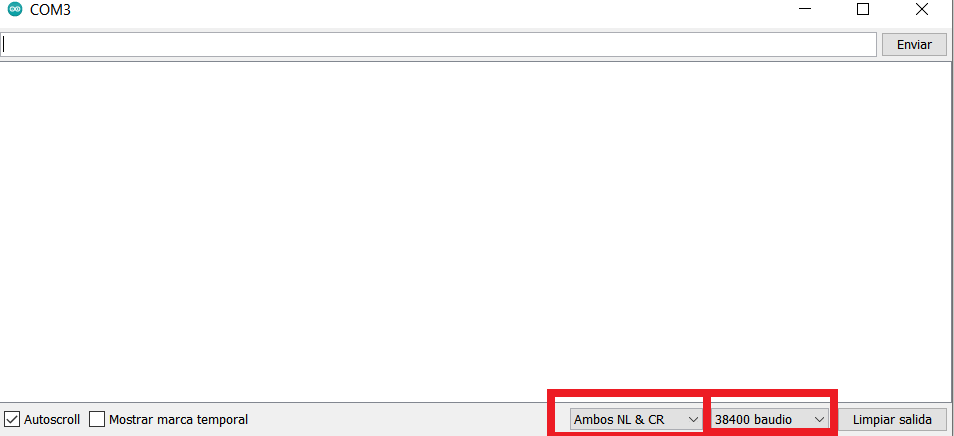 COM3
Enviar
Autoscroll Mostrar marca temporal Ambos NL & CR 38400 baudio Limpiar salida